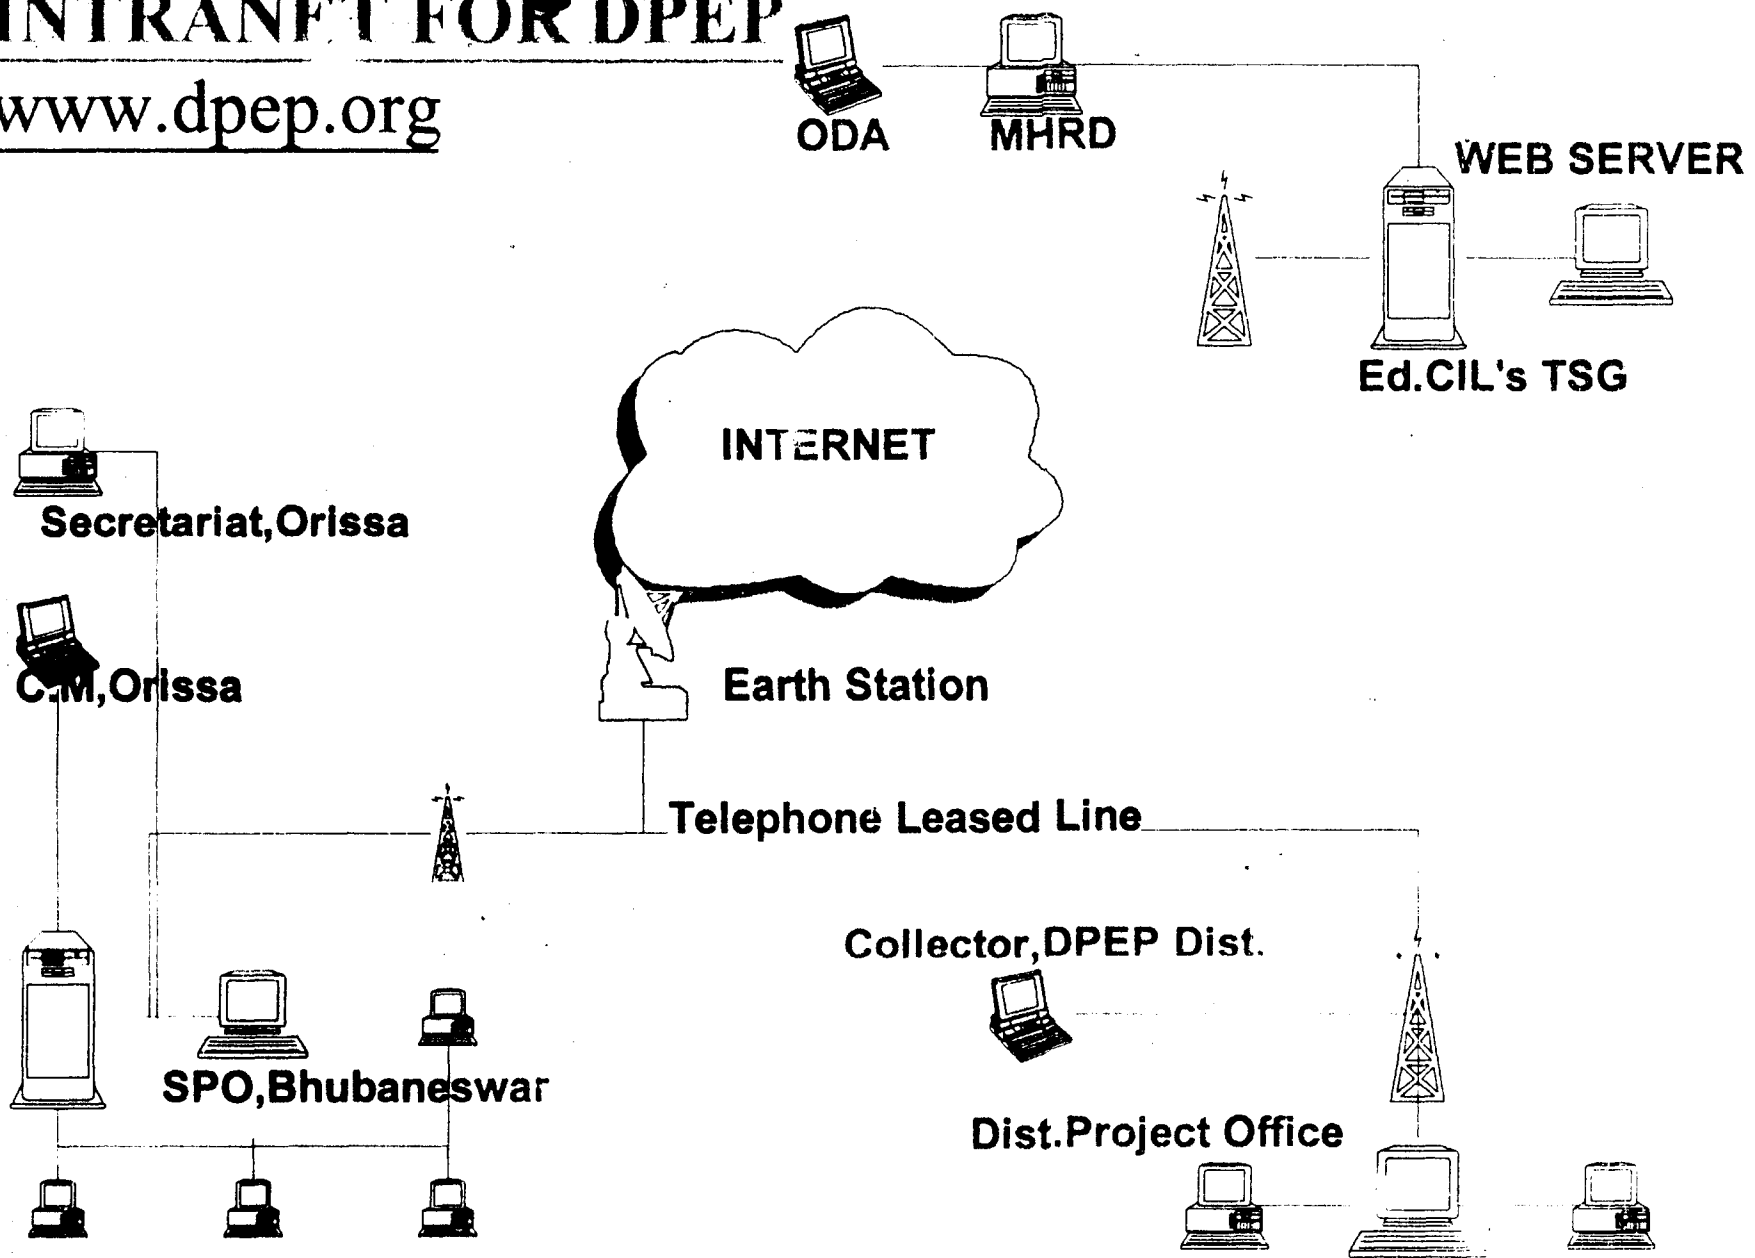 INTRANET FOR DPEP
www.dpep.org
ODA
MHRD
WEB SERVER
Ed.CIL's TSG
INTERNET
Secretariat,Orissa
C.M,Orissa
Earth Station
Telephone Leased Line
Collector,DPEP Dist.
SPO,Bhubaneswar
Dist.Project Office